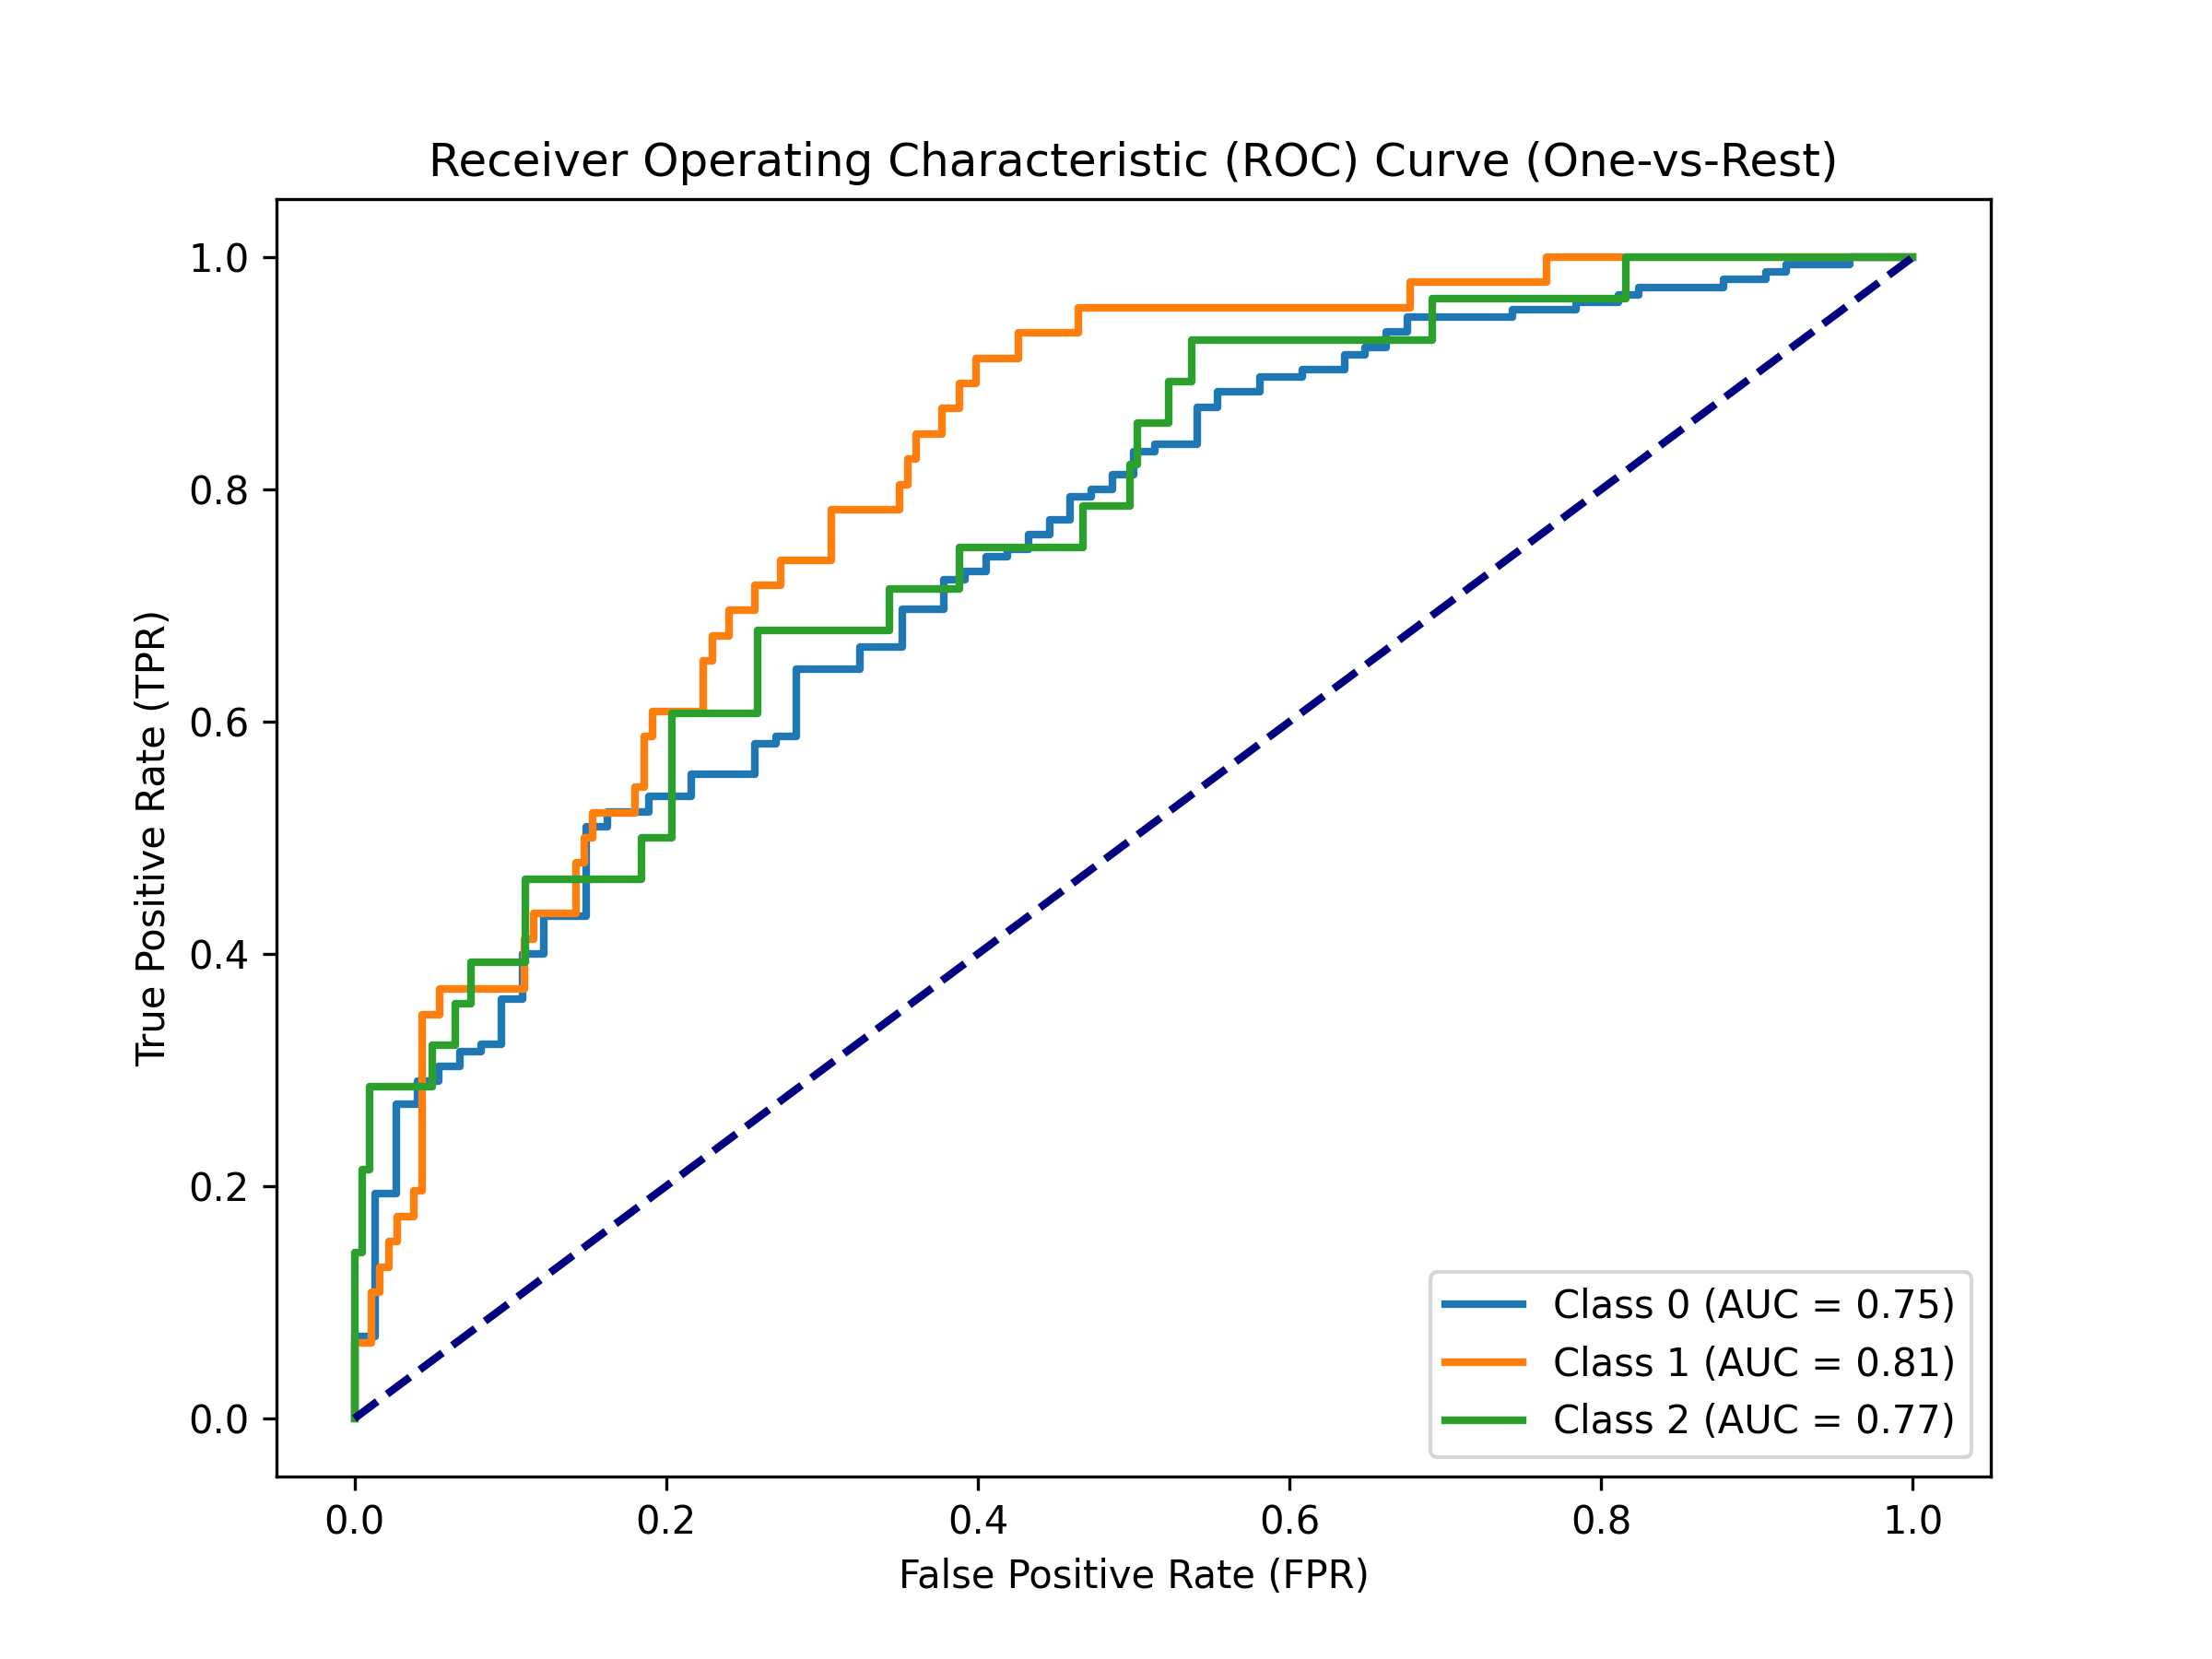 Receiver Operating Characteristic (ROC) Curve (One-vs-Rest)
True Positive Rate (TPR)
1.0
0.8
0.6
0.4
0.2
0.0
Class 0 (AUC = 0.75)
Class 1 (AUC = 0.81)
Class 2 (AUC = 0.77)
0.0 0.2 0.4 0.6 0.8 1.0
False Positive Rate (FPR)